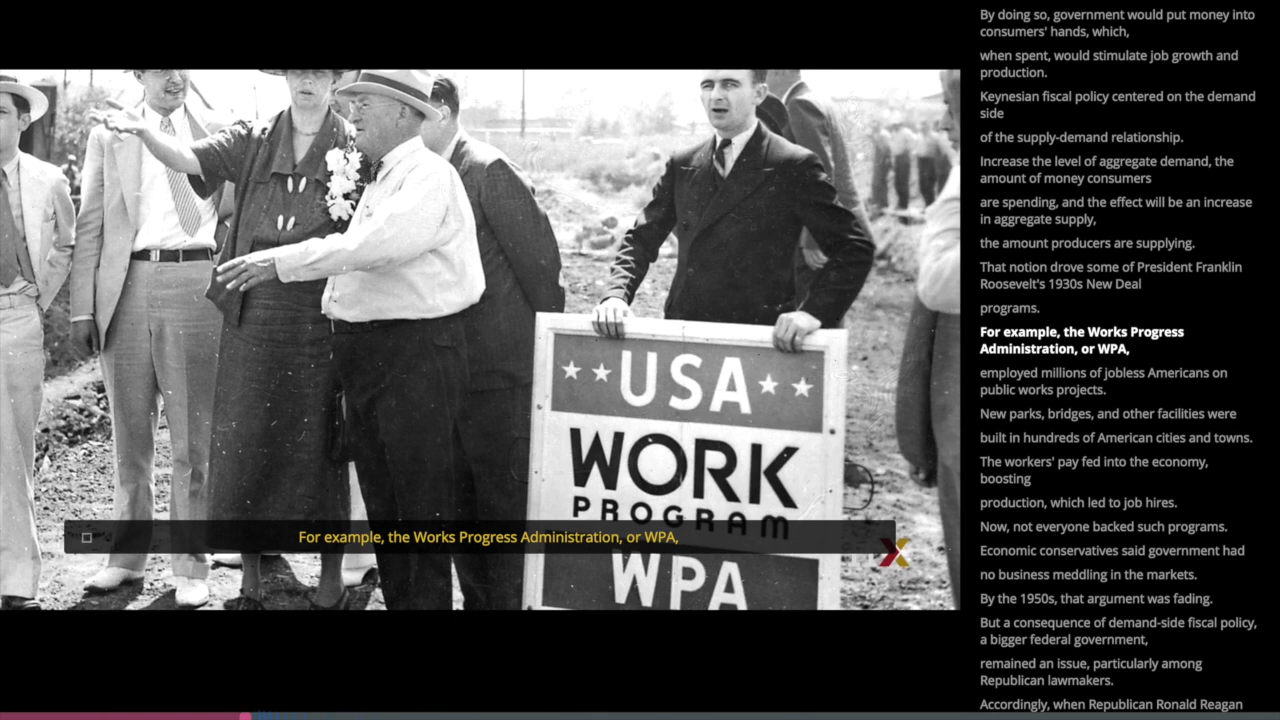 By doing so, government would put money into
consumers' hands, which,
when spent, would stimulate job growth and
production.
Keynesian fiscal policy centered on the demand
side
of the supply-demand relationship.
Increase the level of aggregate demand, the
amount of money consumers
are spending, and the effect will be an increase
in aggregate supply,
the amount producers are supplying.
That notion drove some of President Franklin
Roosevelt's 1930s New Deal
programs.
For example, the Works Progress
Administration, or WPA,
employed millions of jobless Americans on
public works projects.
New parks, bridges, and other facilities were
built in hundreds of American cities and towns.
The workers' pay fed into the economy,
boosting
production, which led to job hires.
Now, not everyone backed such programs.
Economic conservatives said government had
no business meddling in the markets.
By the 1950s, that argument was fading.
But a consequence of demand-side fiscal policy,
a bigger federal government,
remained an issue, particularly among
Republican lawmakers.
Accordingly, when Republican Ronald Reagan
USA
WORK
PROGRAM
WPA
For example, the Works Progress Administration, or WPA,